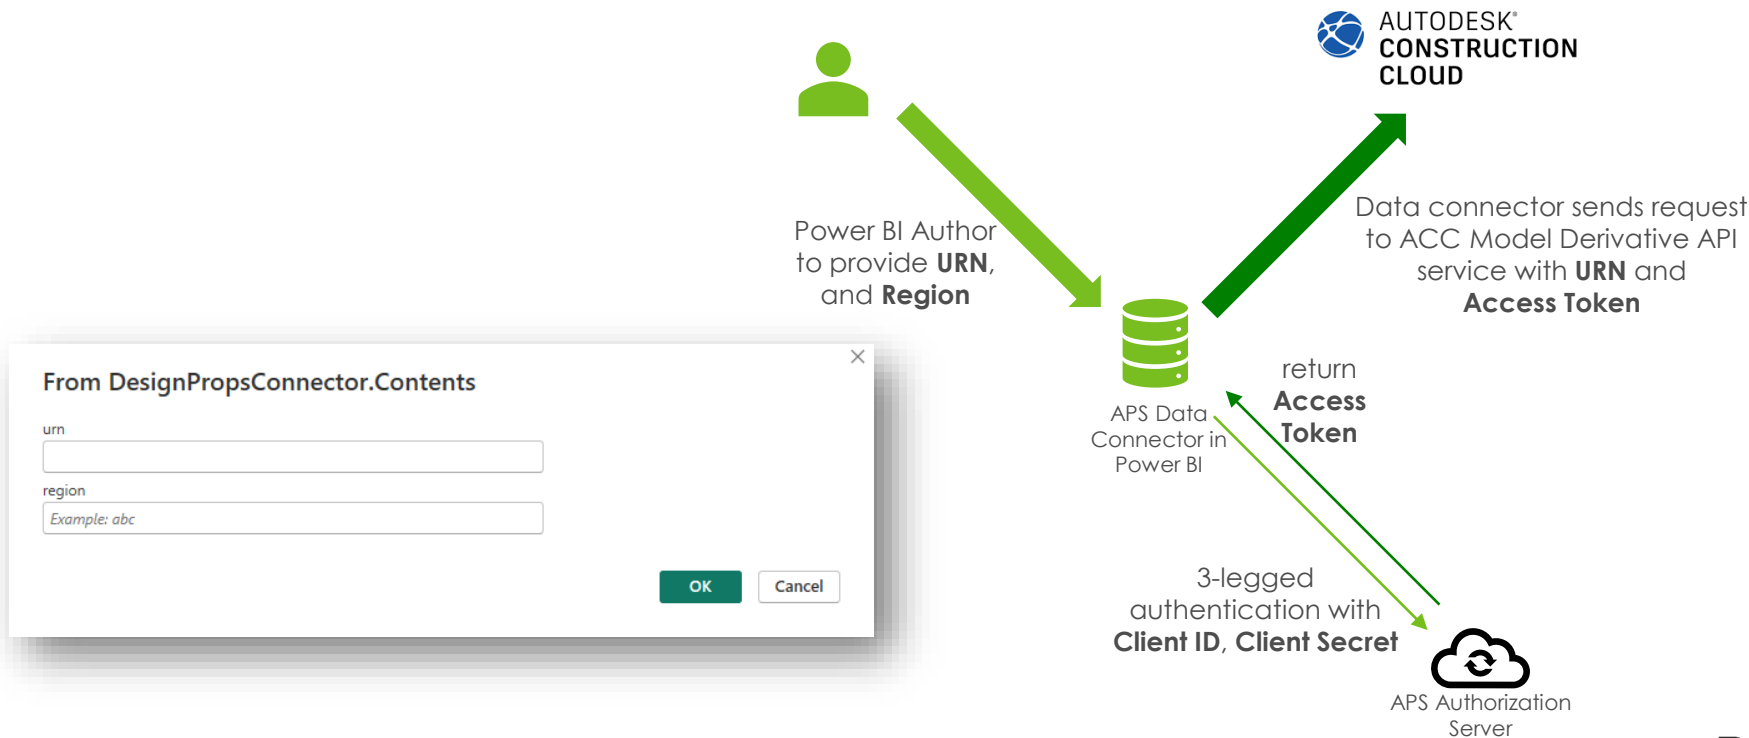 AUTODESK®
CONSTRUCTION
CLOUD
Power BI Author
to provide URN,
and Region
Data connector sends request
to ACC Model Derivative API
service with URN and
Access Token
From DesignPropsConnector.Contents
urn
region
Example: abc
OK
Cancel
APS Data
Connector in
Power BI
return
Access
Token
3-legged
authentication with
Client ID, Client Secret
APS Authorization
Server